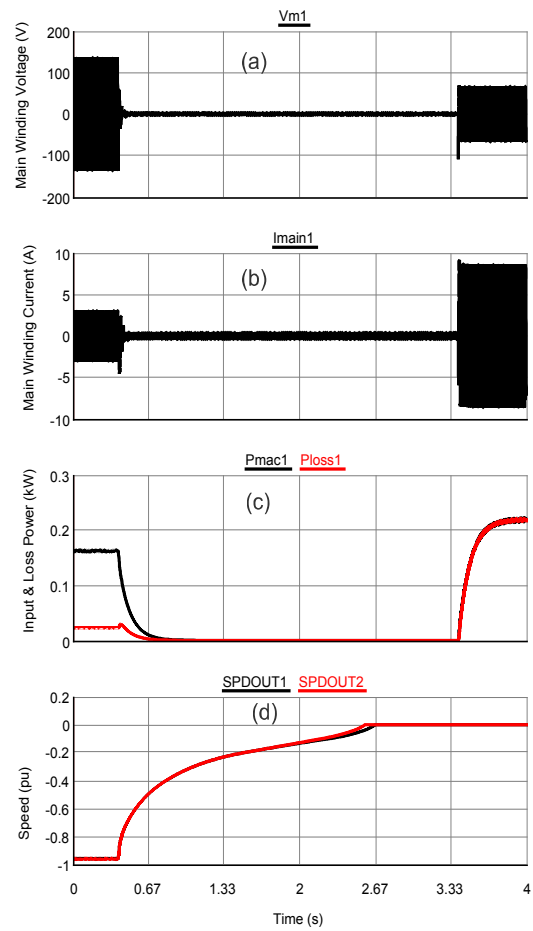 Vm1
200
100
0
-100
-200
Main Winding Voltage (V)
(a)
Imain1
10
5
0
-5
-10
Main Winding Current (A)
(b)
Pmac1 Ploss1
0.3
0.2
0.1
0
Input & Loss Power (kW)
(c)
SPDOUT1 SPDOUT2
0.2
0
-0.2
-0.4
-0.6
-0.8
-1
Speed (pu)
(d)
0 0.67 1.33 2 2.67 3.33 4
Time (s)